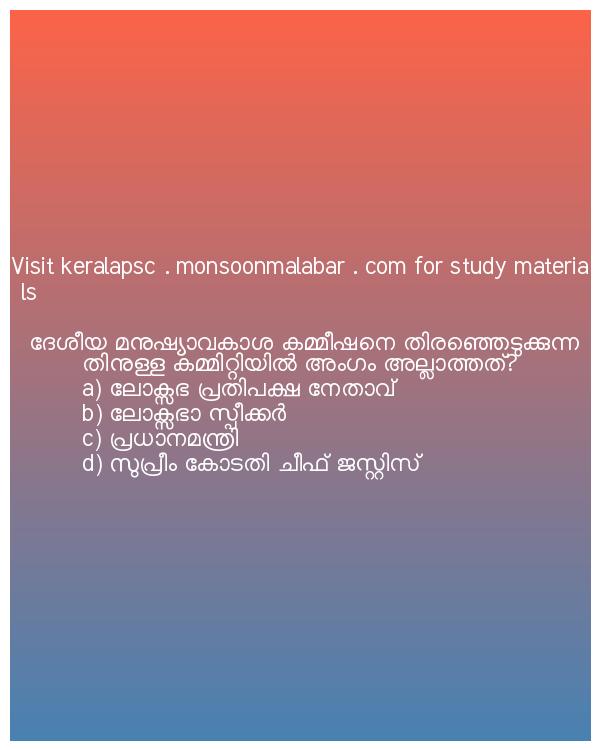 Visit keralapsc . monsoonmalabar . com for study materia
ls
ദേശീയ മനുഷ്യാവകാശ കമ്മീഷനെ തിരഞ്ഞെടുക്കുന്ന
തിനുള്ള കമ്മിറ്റിയിൽ അംഗം അല്ലാത്തത്?
a) ലോക്സഭ പ്രതിപക്ഷ നേതാവ്
b) ലോക്സഭാ സ്പീക്കർ
c) പ്രധാനമന്ത്രി
d) സുപ്രീം കോടതി ചീഫ് ജസ്റ്റിസ്